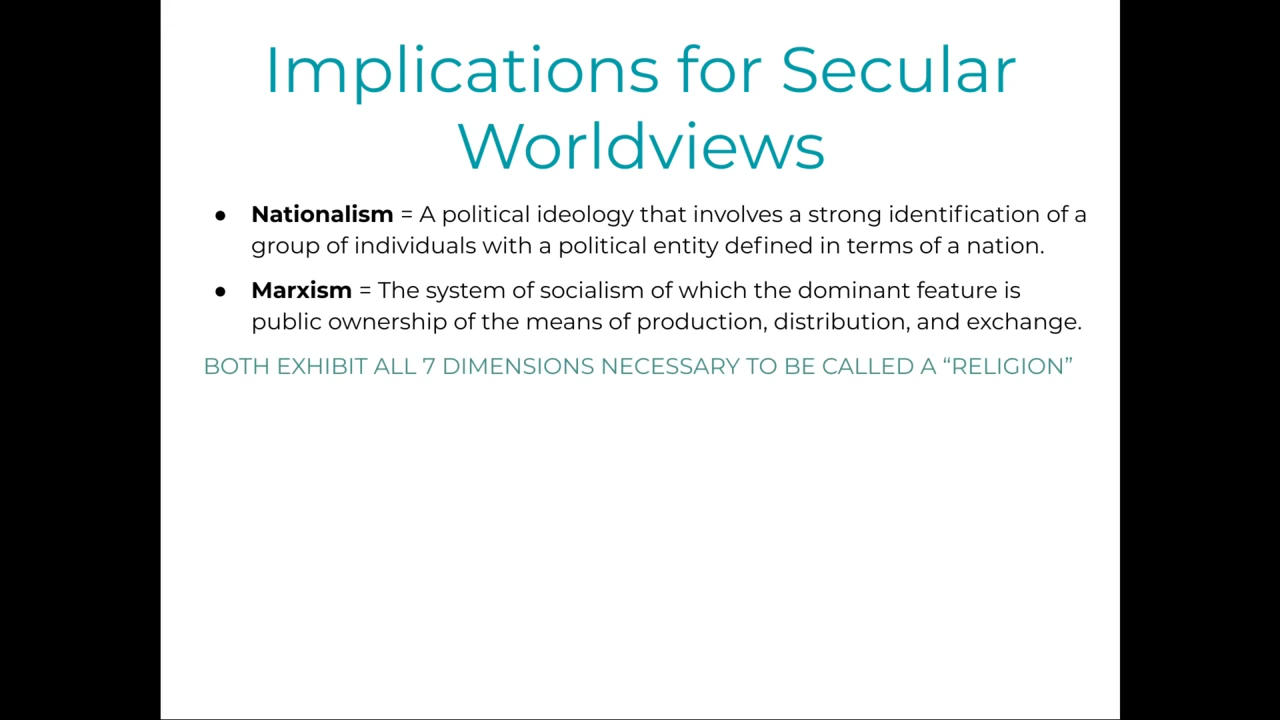 Implications for Secular
Worldviews
● Nationalism = A political ideology that involves a strong identification of a
group of individuals with a political entity defined in terms of a nation.
● Marxism = The system of socialism of which the dominant feature is
public ownership of the means of production, distribution, and exchange.
BOTH EXHIBIT ALL 7 DIMENSIONS NECESSARY TO BE CALLED A “RELIGION”